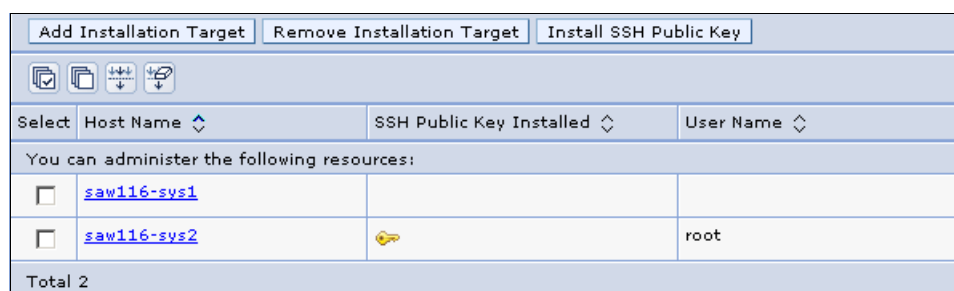 Add Installation Target Remove Installation Target Install SSH Public Key
Select Host Name SSH Public Key Installed User Name
You can administer the following resources:
saw116-sys1
saw116-sys2 root
Total 2